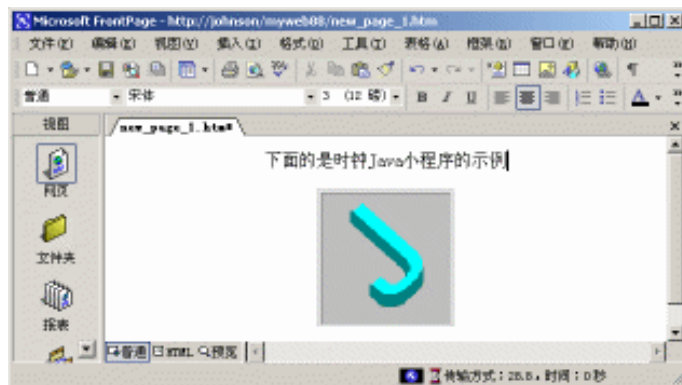 Microsoft FrontPage - http://johnson/myweb88/new_page_1.htm
文件(F) 编辑(E) 视图(V) 插入(I) 格式(O) 工具(T) 表格(A) 框架(R) 窗口(W) 帮助(H)
普通 宋体 3 (12 磅) B I U A
视图 new_page_1.htm*
下面的是时钟Java小程序的示例
网页
文件夹
报表
普通 HTML 预览
传输方式：28.8，时间：0秒